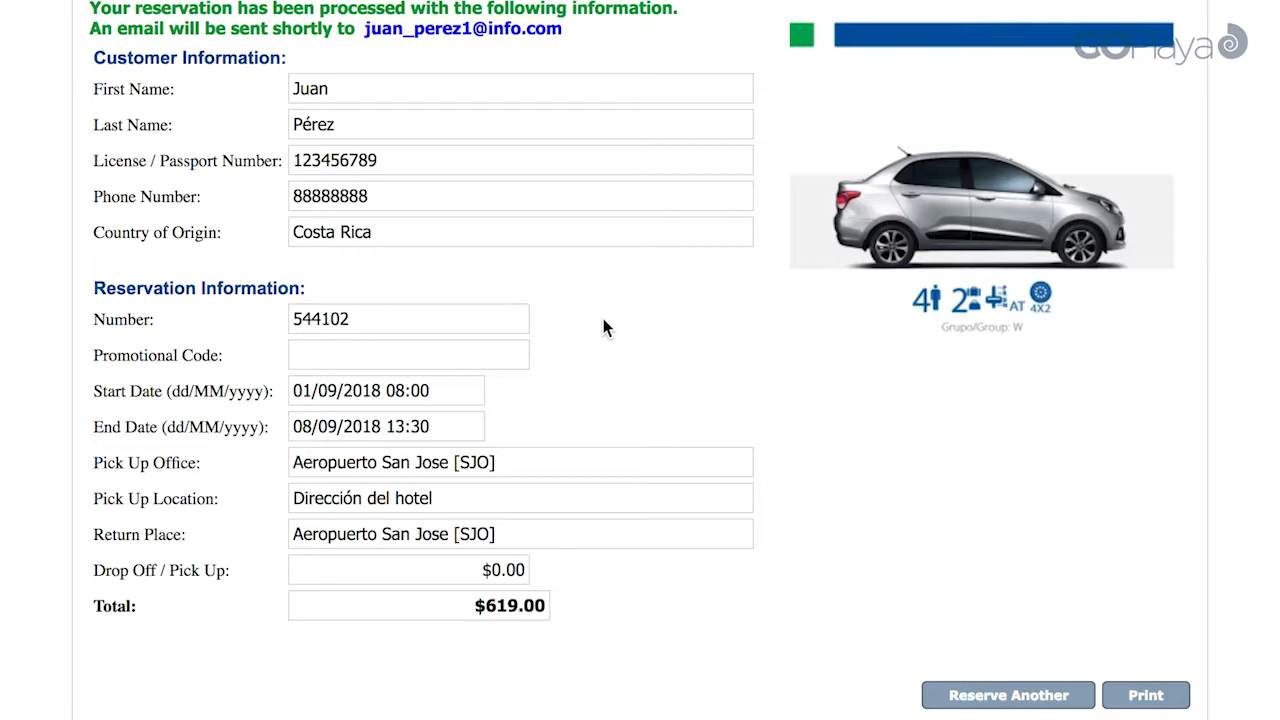 Your reservation has been processed with the following information.
An email will be sent shortly to juan_perez1@info.com
GOPlaya
Customer Information:
First Name: Juan
Last Name: Pérez
License / Passport Number: 123456789
Phone Number: 88888888
Country of Origin: Costa Rica
4 2 AT 4X2
Grupo/Group: W
Reservation Information:
Number: 544102
Promotional Code:
Start Date (dd/MM/yyyy): 01/09/2018 08:00
End Date (dd/MM/yyyy): 08/09/2018 13:30
Pick Up Office: Aeropuerto San Jose [SJO]
Pick Up Location: Dirección del hotel
Return Place: Aeropuerto San Jose [SJO]
Drop Off / Pick Up: $0.00
Total: $619.00
Reserve Another Print